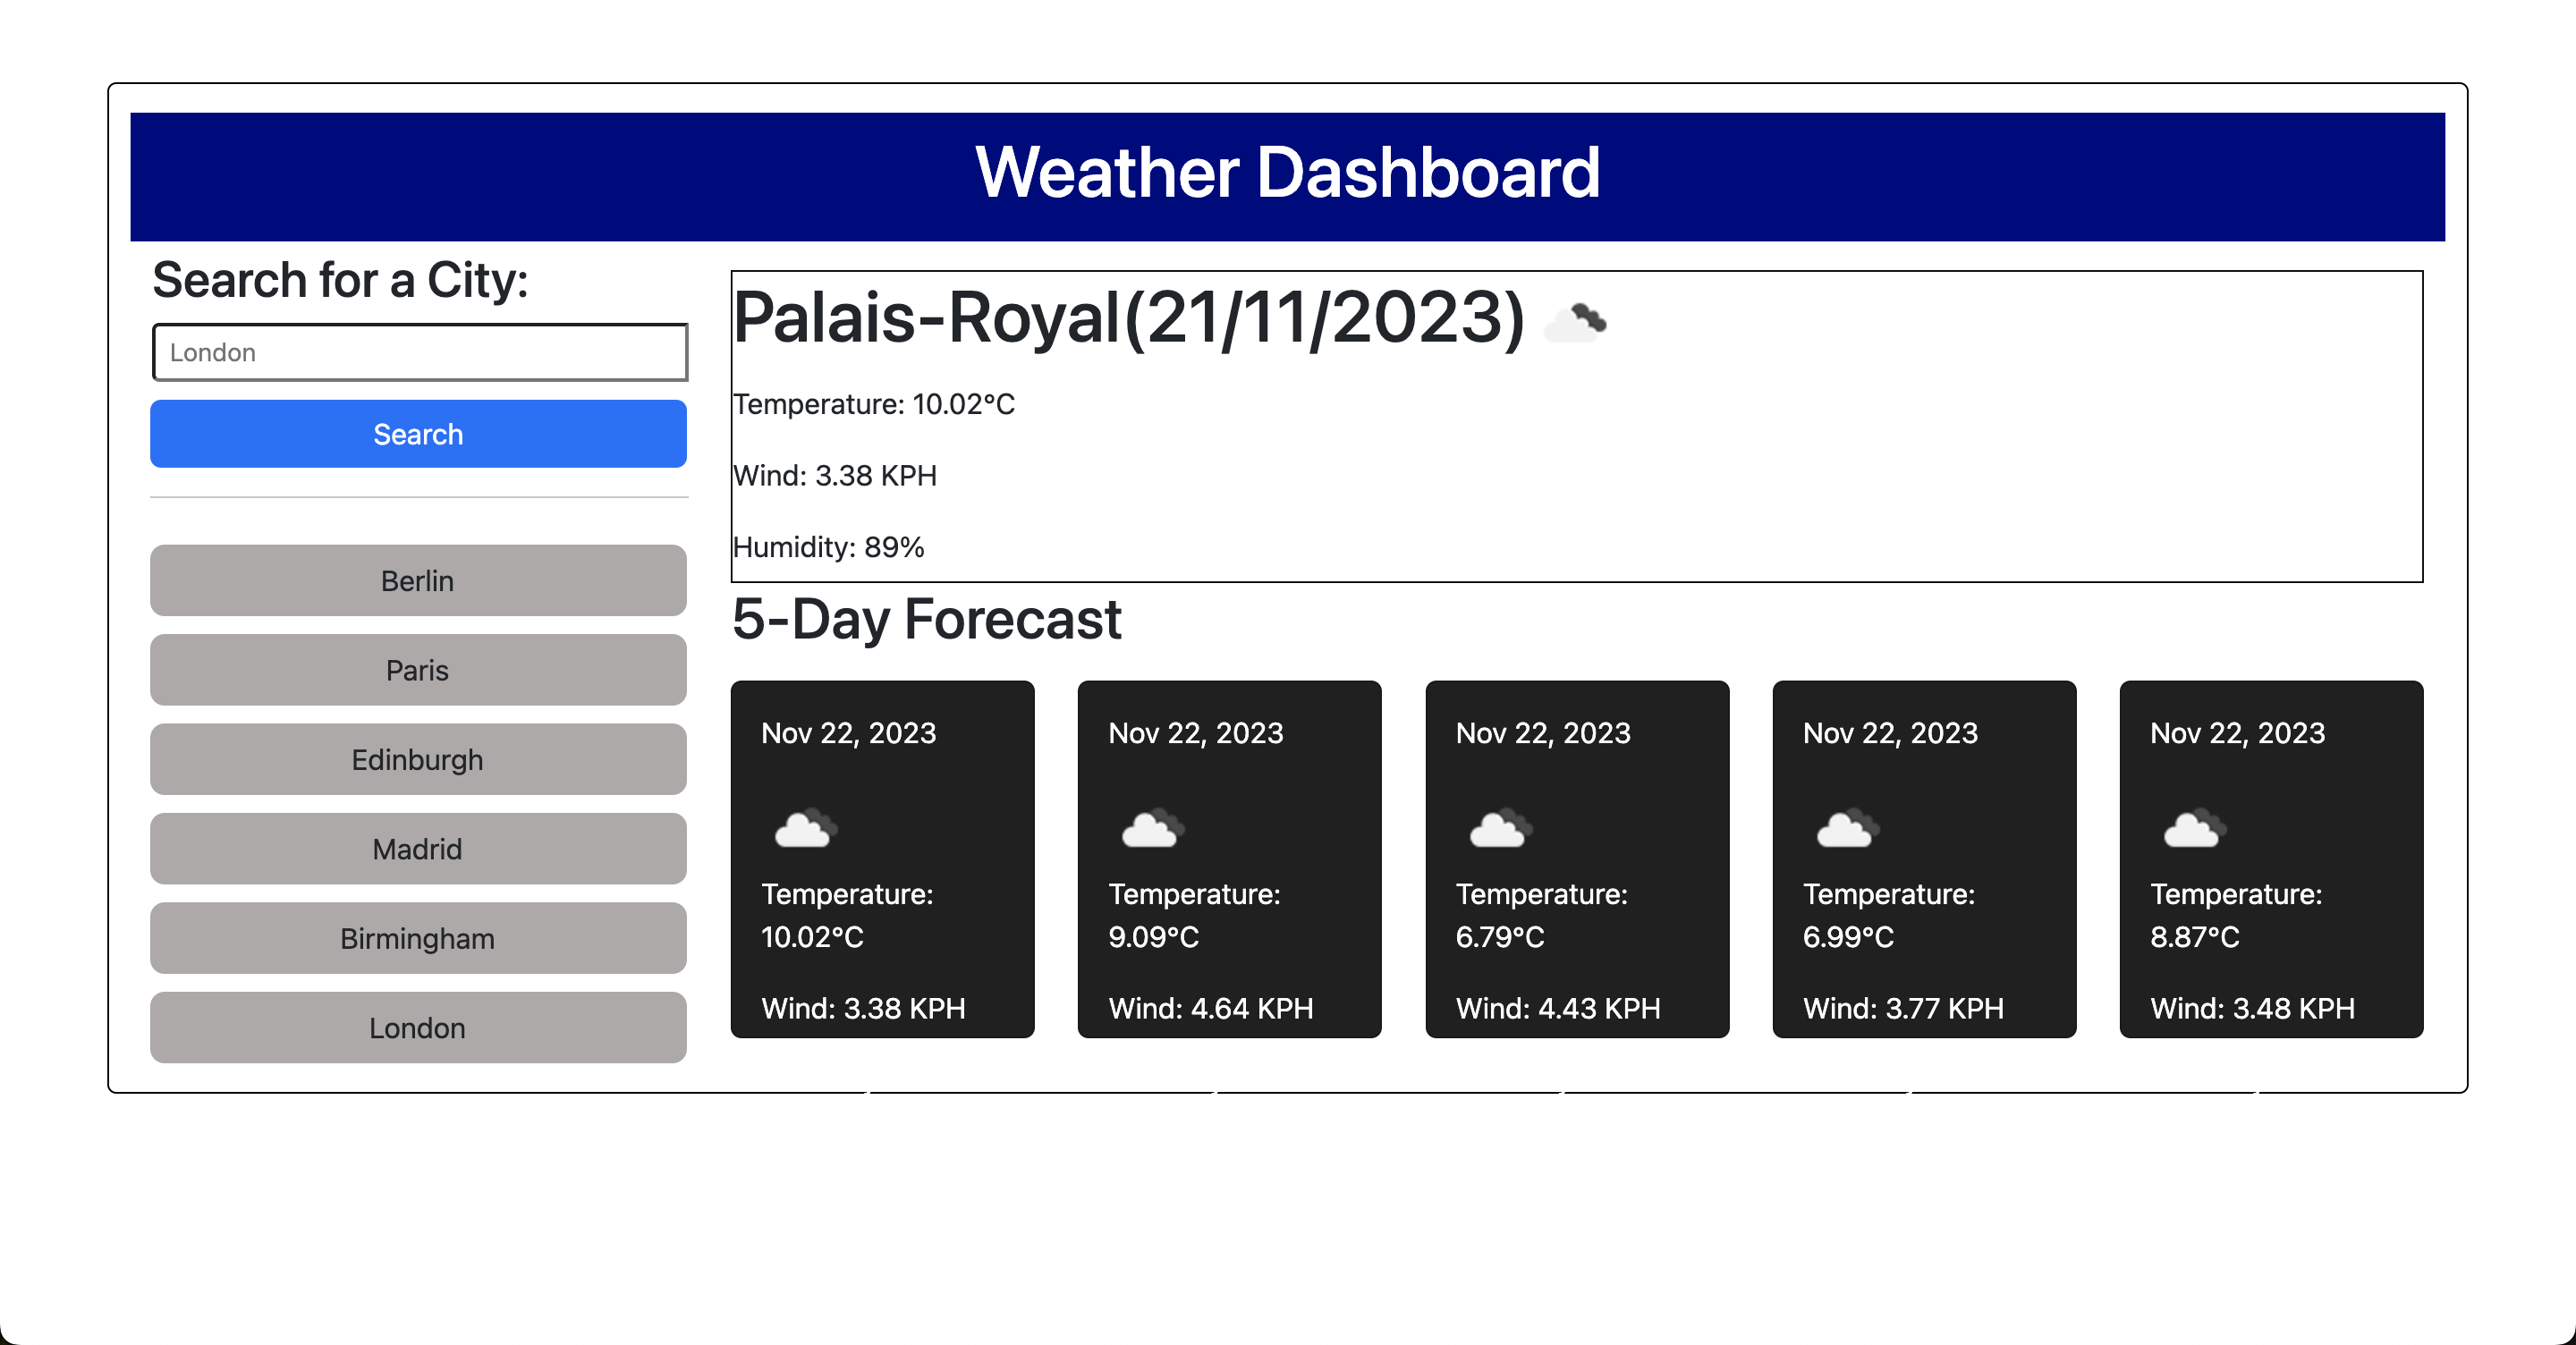 Weather Dashboard
Search for a City:
London
Search
Berlin
Paris
Edinburgh
Madrid
Birmingham
London
Palais-Royal(21/11/2023)
Temperature: 10.02°C
Wind: 3.38 KPH
Humidity: 89%
5-Day Forecast
Nov 22, 2023
Temperature:
10.02°C
Wind: 3.38 KPH
Nov 22, 2023
Temperature:
9.09°C
Wind: 4.64 KPH
Nov 22, 2023
Temperature:
6.79°C
Wind: 4.43 KPH
Nov 22, 2023
Temperature:
6.99°C
Wind: 3.77 KPH
Nov 22, 2023
Temperature:
8.87°C
Wind: 3.48 KPH